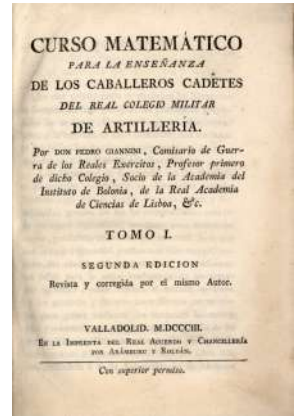 CURSO MATEMÁTICO
PARA LA ENSEÑANZA
DE LOS CABALLEROS CADETES
DEL REAL COLEGIO MILITAR
DE ARTILLERÍA.
Por DON PEDRO GIANNINI, Comisario de Guer-
ra de los Reales Exercitos, Profesor primero
de dicho Colegio, Socio de la Academia del
Instituto de Bolonia, de la Real Academia
de Ciencias de Lisboa, &c.
TOMO I.
SEGUNDA EDICION
Revista y corregida por el mismo Autor.
VALLADOLID. M.DCCCIII.
EN LA IMPRENTA DEL REAL ACUERDO Y CHANCILLERÍA
POR ARÁMBURU Y ROLDÁN.
Con superior permiso.